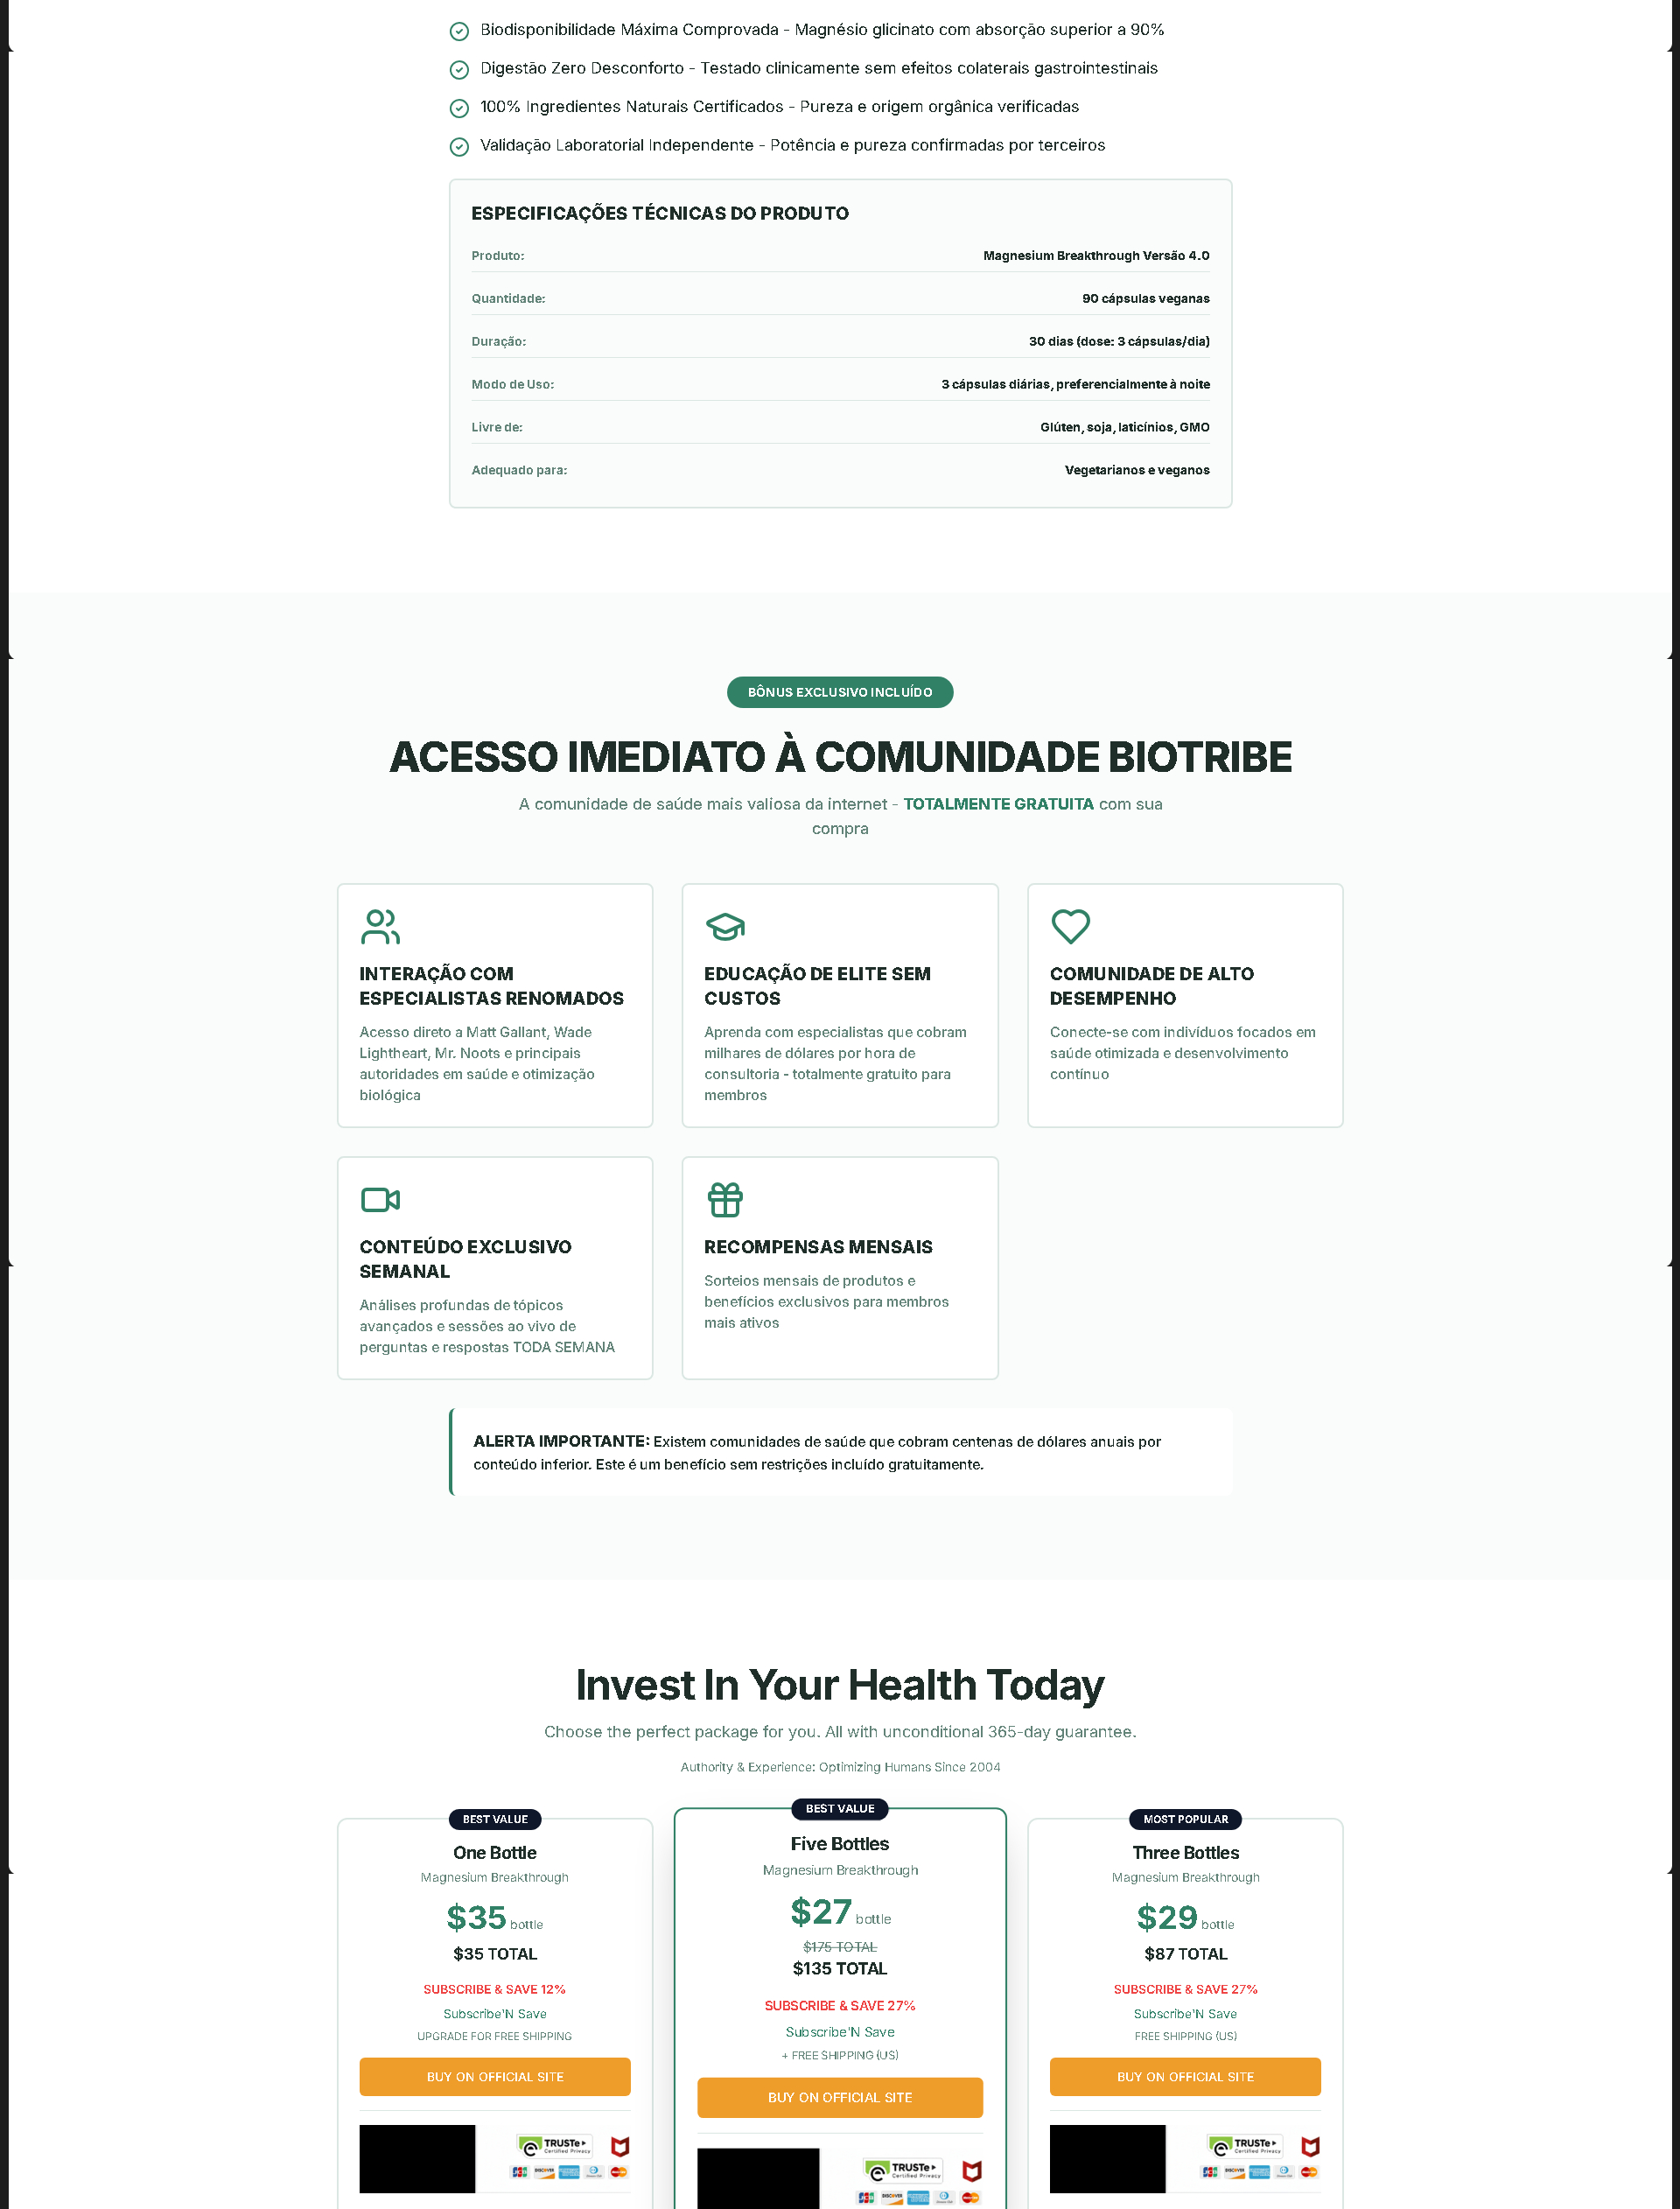 Biodisponibilidade Máxima Comprovada - Magnésio glicinato com absorção superior a 90%
Digestão Zero Desconforto - Testado clinicamente sem efeitos colaterais gastrointestinais
100% Ingredientes Naturais Certificados - Pureza e origem orgânica verificadas
Validação Laboratorial Independente - Potência e pureza confirmadas por terceiros
ESPECIFICAÇÕES TÉCNICAS DO PRODUTO
Produto: Magnesium Breakthrough Versão 4.0
Quantidade: 90 cápsulas veganas
Duração: 30 dias (dose: 3 cápsulas/dia)
Modo de Uso: 3 cápsulas diárias, preferencialmente à noite
Livre de: Glúten, soja, laticínios, GMO
Adequado para: Vegetarianos e veganos
BÔNUS EXCLUSIVO INCLUÍDO
ACESSO IMEDIATO À COMUNIDADE BIOTRIBE
A comunidade de saúde mais valiosa da internet - TOTALMENTE GRATUITA com sua
compra
INTERAÇÃO COM
ESPECIALISTAS RENOMADOS
Acesso direto a Matt Gallant, Wade
Lightheart, Mr. Noots e principais
autoridades em saúde e otimização
biológica
EDUCAÇÃO DE ELITE SEM
CUSTOS
Aprenda com especialistas que cobram
milhares de dólares por hora de
consultoria - totalmente gratuito para
membros
COMUNIDADE DE ALTO
DESEMPENHO
Conecte-se com indivíduos focados em
saúde otimizada e desenvolvimento
contínuo
CONTEÚDO EXCLUSIVO
SEMANAL
Análises profundas de tópicos
avançados e sessões ao vivo de
perguntas e respostas TODA SEMANA
RECOMPENSAS MENSAIS
Sorteios mensais de produtos e
benefícios exclusivos para membros
mais ativos
ALERTA IMPORTANTE: Existem comunidades de saúde que cobram centenas de dólares anuais por
conteúdo inferior. Este é um benefício sem restrições incluído gratuitamente.
Invest In Your Health Today
Choose the perfect package for you. All with unconditional 365-day guarantee.
Authority & Experience: Optimizing Humans Since 2004
BEST VALUE
One Bottle
Magnesium Breakthrough
$35 bottle
$35 TOTAL
SUBSCRIBE & SAVE 12%
Subscribe'N Save
UPGRADE FOR FREE SHIPPING
BUY ON OFFICIAL SITE
TRUSTe
Certified Privacy
JCB DISCOVER
BEST VALUE
Five Bottles
Magnesium Breakthrough
$27 bottle
$175 TOTAL
$135 TOTAL
SUBSCRIBE & SAVE 27%
Subscribe'N Save
+ FREE SHIPPING (US)
BUY ON OFFICIAL SITE
TRUSTe
Certified Privacy
JCB DISCOVER
MOST POPULAR
Three Bottles
Magnesium Breakthrough
$29 bottle
$87 TOTAL
SUBSCRIBE & SAVE 27%
Subscribe'N Save
FREE SHIPPING (US)
BUY ON OFFICIAL SITE
TRUSTe
Certified Privacy
JCB DISCOVER